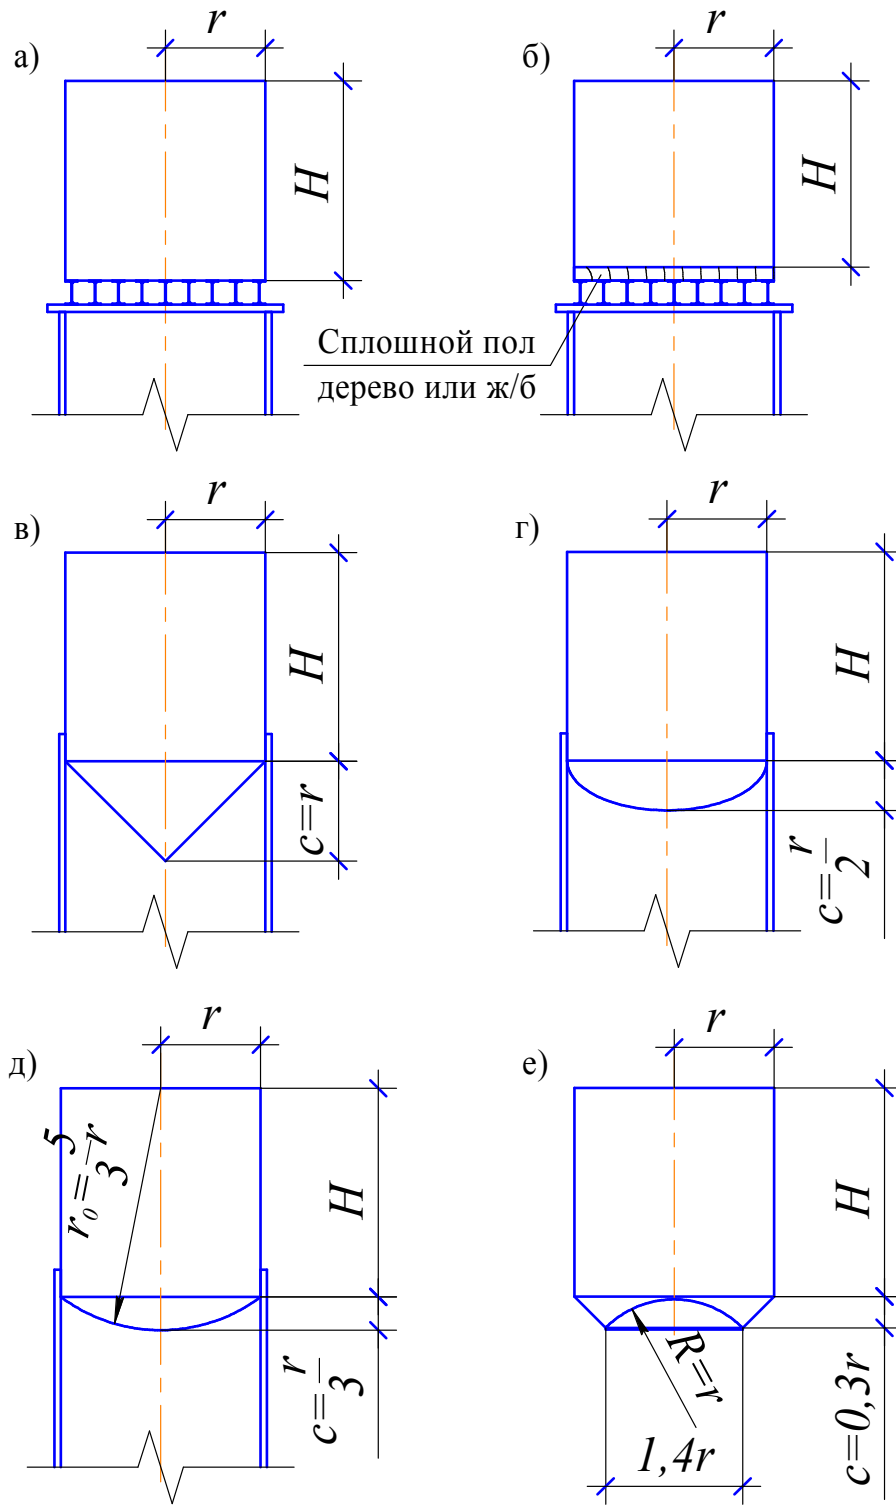 а)
r
H
б)
r
H
Сплошной пол
дерево или ж/б
в)
r
H
c=r
г)
r
H
c=r/2
д)
r
r₀=5/3r
H
c=r/3
е)
r
H
R=r
1,4r
c=0,3r